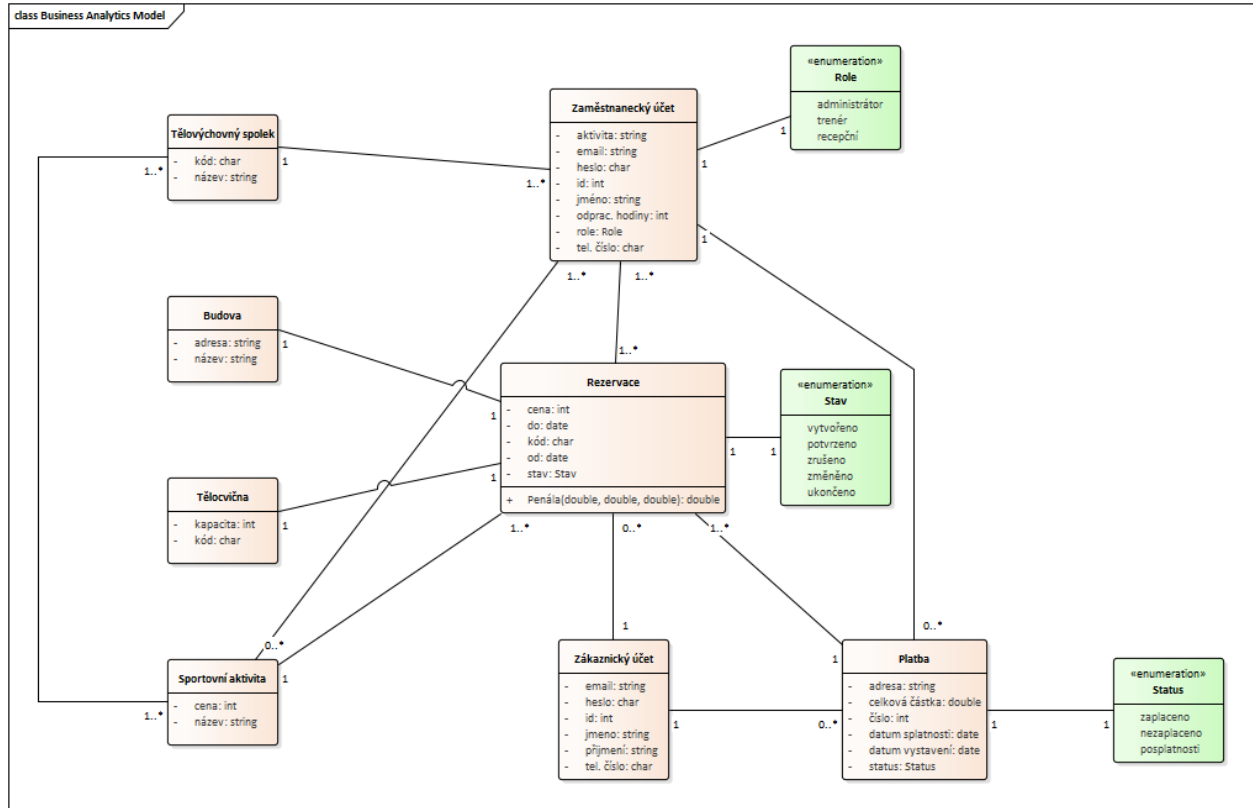 class Business Analytics Model
«enumeration»
Role
administrátor
trenér
recepční
Zaměstnanecký účet
- aktivita: string
- email: string
- heslo: char
- id: int
- jméno: string
- odprac. hodiny: int
- role: Role
- tel. číslo: char
Tělovýchovný spolek
- kód: char
- název: string
1
1..*
1..*
1
1
1
1..*
1..*
Budova
- adresa: string
- název: string
1
1..*
Rezervace
- cena: int
- do: date
- kód: char
- od: date
- stav: Stav
+ Penála(double, double, double): double
1
1
«enumeration»
Stav
vytvořeno
potvrzeno
zrušeno
změněno
ukončeno
1
1
Tělocvična
- kapacita: int
- kód: char
1
1..*
0..*
1..*
0..*
0..*
1
1
Sportovní aktivita
- cena: int
- název: string
1
1..*
Zákaznický účet
- email: string
- heslo: char
- id: int
- jmeno: string
- příjmení: string
- tel. číslo: char
1
0..*
Platba
- adresa: string
- celková částka: double
- číslo: int
- datum splatnosti: date
- datum vystavení: date
- status: Status
1
1
«enumeration»
Status
zaplaceno
nezaplaceno
posplatnosti